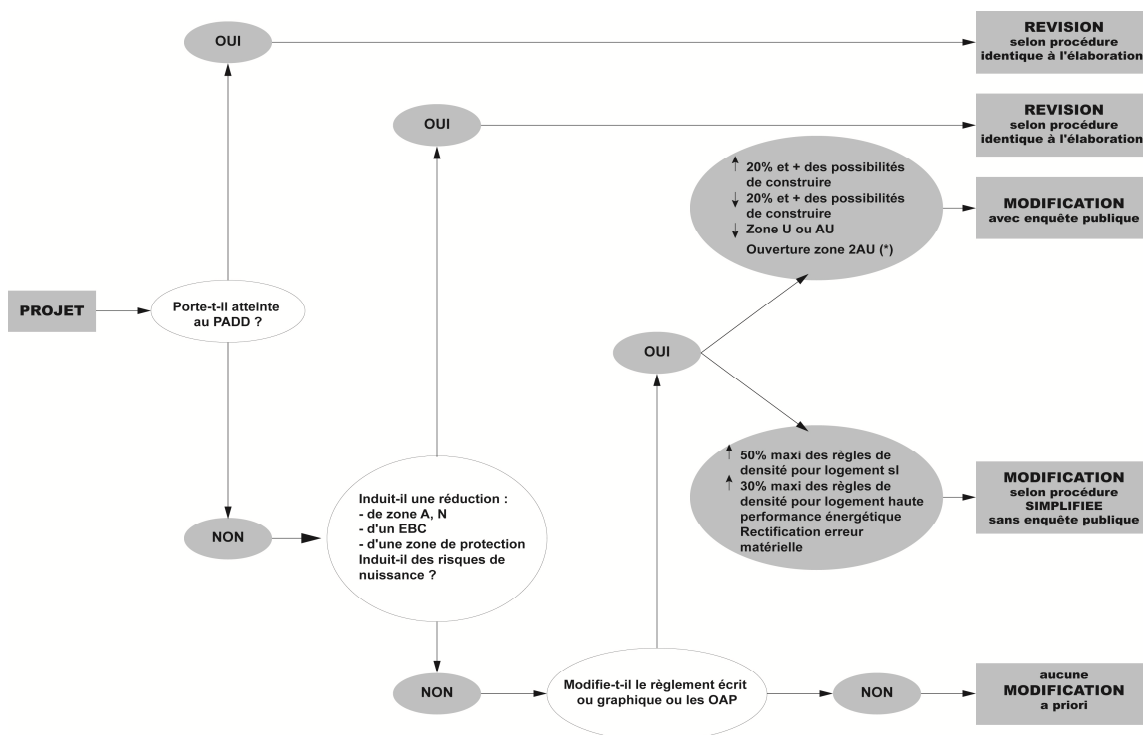 OUI
REVISION
selon procédure
identique à l'élaboration
OUI
REVISION
selon procédure
identique à l'élaboration
↑ 20% et + des possibilités
de construire
↓ 20% et + des possibilités
de construire
↓ Zone U ou AU
Ouverture zone 2AU (*)
MODIFICATION
avec enquête publique
PROJET
Porte-t-il atteinte
au PADD ?
OUI
↑ 50% maxi des règles de
densité pour logement sl
↑ 30% maxi des règles de
densité pour logement haute
performance énergétique
Rectification erreur
matérielle
MODIFICATION
selon procédure
SIMPLIFIEE
sans enquête publique
NON
Induit-il une réduction :
- de zone A, N
- d'un EBC
- d'une zone de protection
Induit-il des risques de
nuissance ?
NON
Modifie-t-il le règlement écrit
ou graphique ou les OAP
NON
aucune
MODIFICATION
a priori